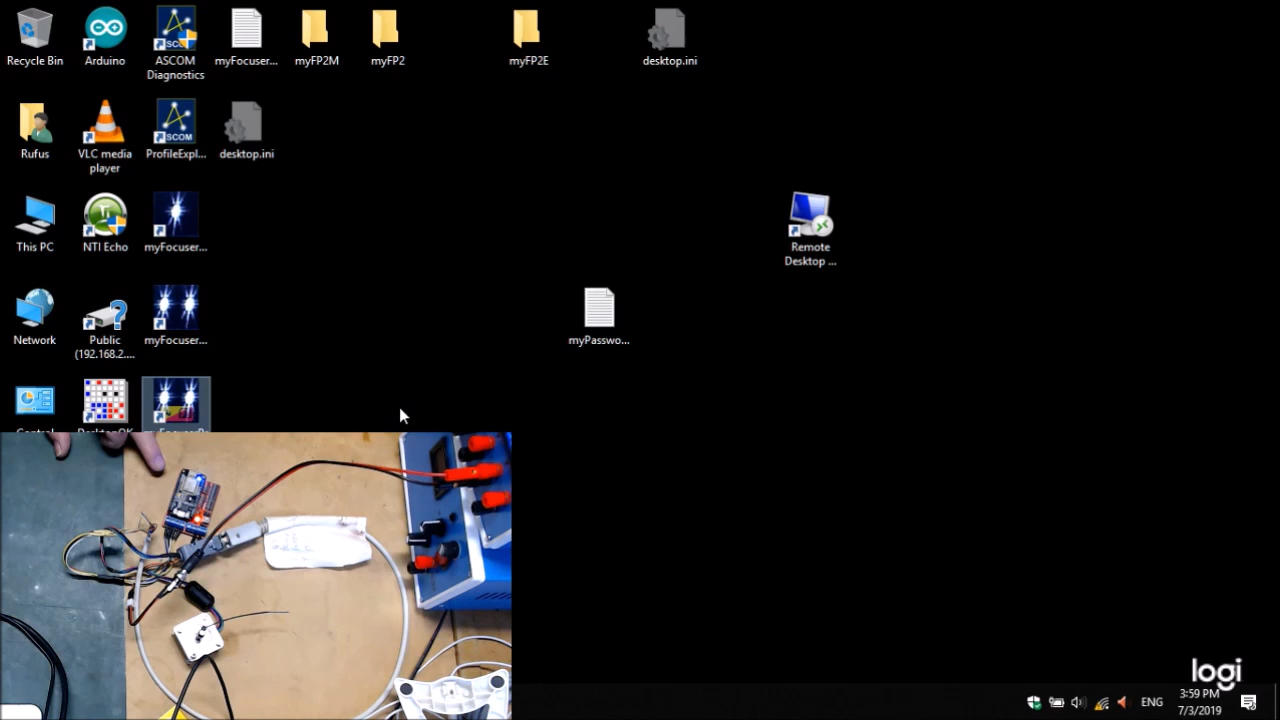 Recycle Bin
Arduino
ASCOM
Diagnostics
myFocuser...
myFP2M
myFP2
myFP2E
desktop.ini
Rufus
VLC media
player
SCOM
ProfileExpl...
desktop.ini
This PC
NTI Echo
myFocuser...
Remote
Desktop ...
Network
Public
(192.168.2....
myFocuser...
myPasswo...
logi
ENG
3:59 PM
7/3/2019